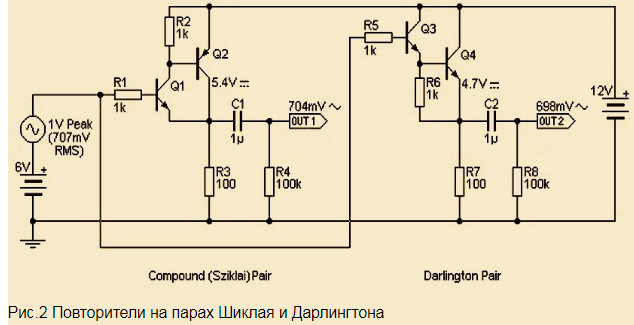 R2
1k
Q2
R1
1k
Q1
5.4V
C1
1µ
704mV
OUT 1
1V Peak
(707mV
RMS)
6V
+
R3
100
R4
100k
R5
1k
Q3
Q4
R6
1k
4.7V
C2
1µ
698mV
OUT 2
12V
+
R7
100
R8
100k
Compound (Sziklai) Pair
Darlington Pair
Рис.2 Повторители на парах Шиклая и Дарлингтона